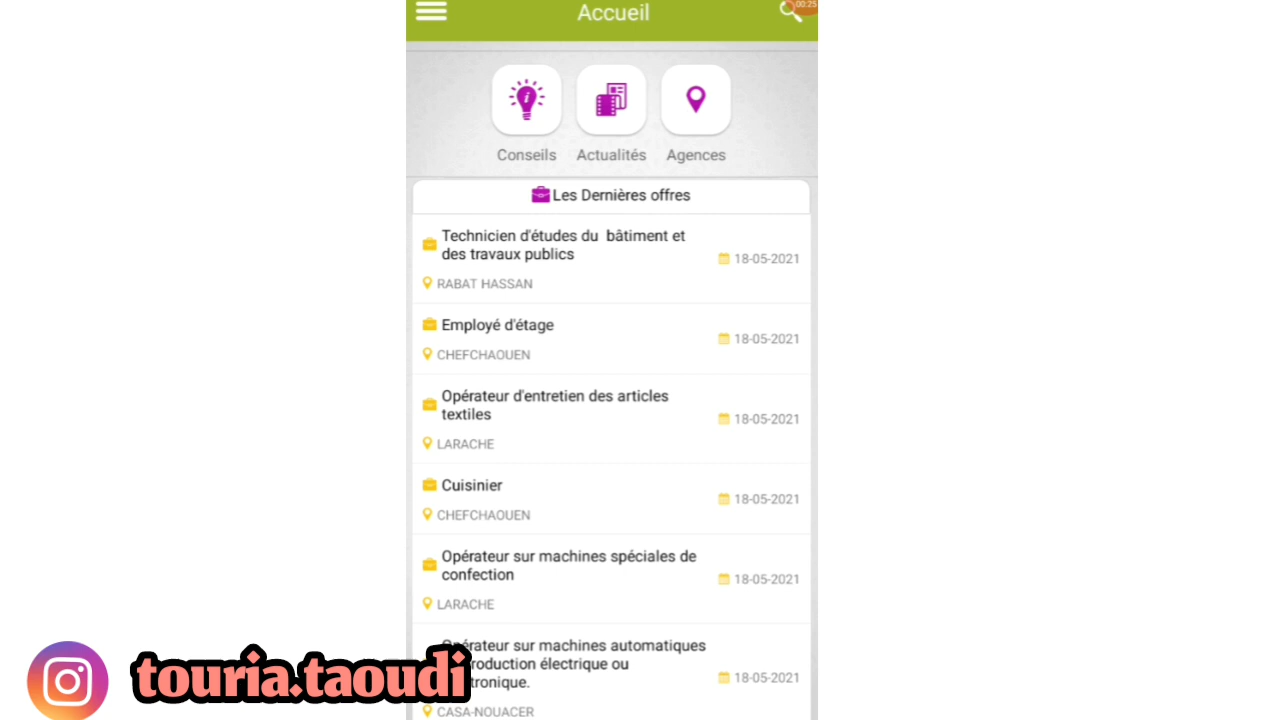 Accueil
00:25
Conseils
Actualités
Agences
Les Dernières offres
Technicien d'études du bâtiment et
des travaux publics
18-05-2021
RABAT HASSAN
Employé d'étage
18-05-2021
CHEFCHAOUEN
Opérateur d'entretien des articles
textiles
18-05-2021
LARACHE
Cuisinier
18-05-2021
CHEFCHAOUEN
Opérateur sur machines spéciales de
confection
18-05-2021
LARACHE
Opérateur sur machines automatiques
roduction électrique ou
tronique.
18-05-2021
CASA-NOUACER
touria.taoudi